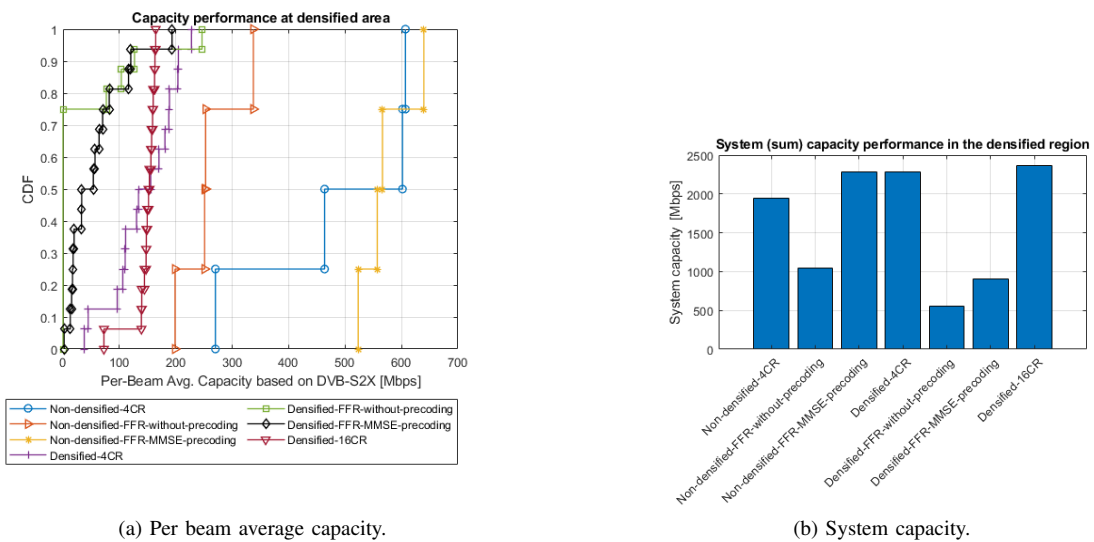 Capacity performance at densified area
1
0.9
0.8
0.7
0.6
0.5
0.4
0.3
0.2
0.1
0
CDF
0 100 200 300 400 500 600 700
Per-Beam Avg. Capacity based on DVB-S2X [Mbps]
Non-densified-4CR
Non-densified-FFR-without-precoding
Non-densified-FFR-MMSE-precoding
Densified-4CR
Densified-FFR-without-precoding
Densified-FFR-MMSE-precoding
Densified-16CR
(a) Per beam average capacity.
System (sum) capacity performance in the densified region
2500
2000
1500
1000
500
0
System capacity [Mbps]
Non-densified-4CR
Non-densified-FFR-without-precoding
Non-densified-FFR-MMSE-precoding
Densified-4CR
Densified-FFR-without-precoding
Densified-FFR-MMSE-precoding
Densified-16CR
(b) System capacity.